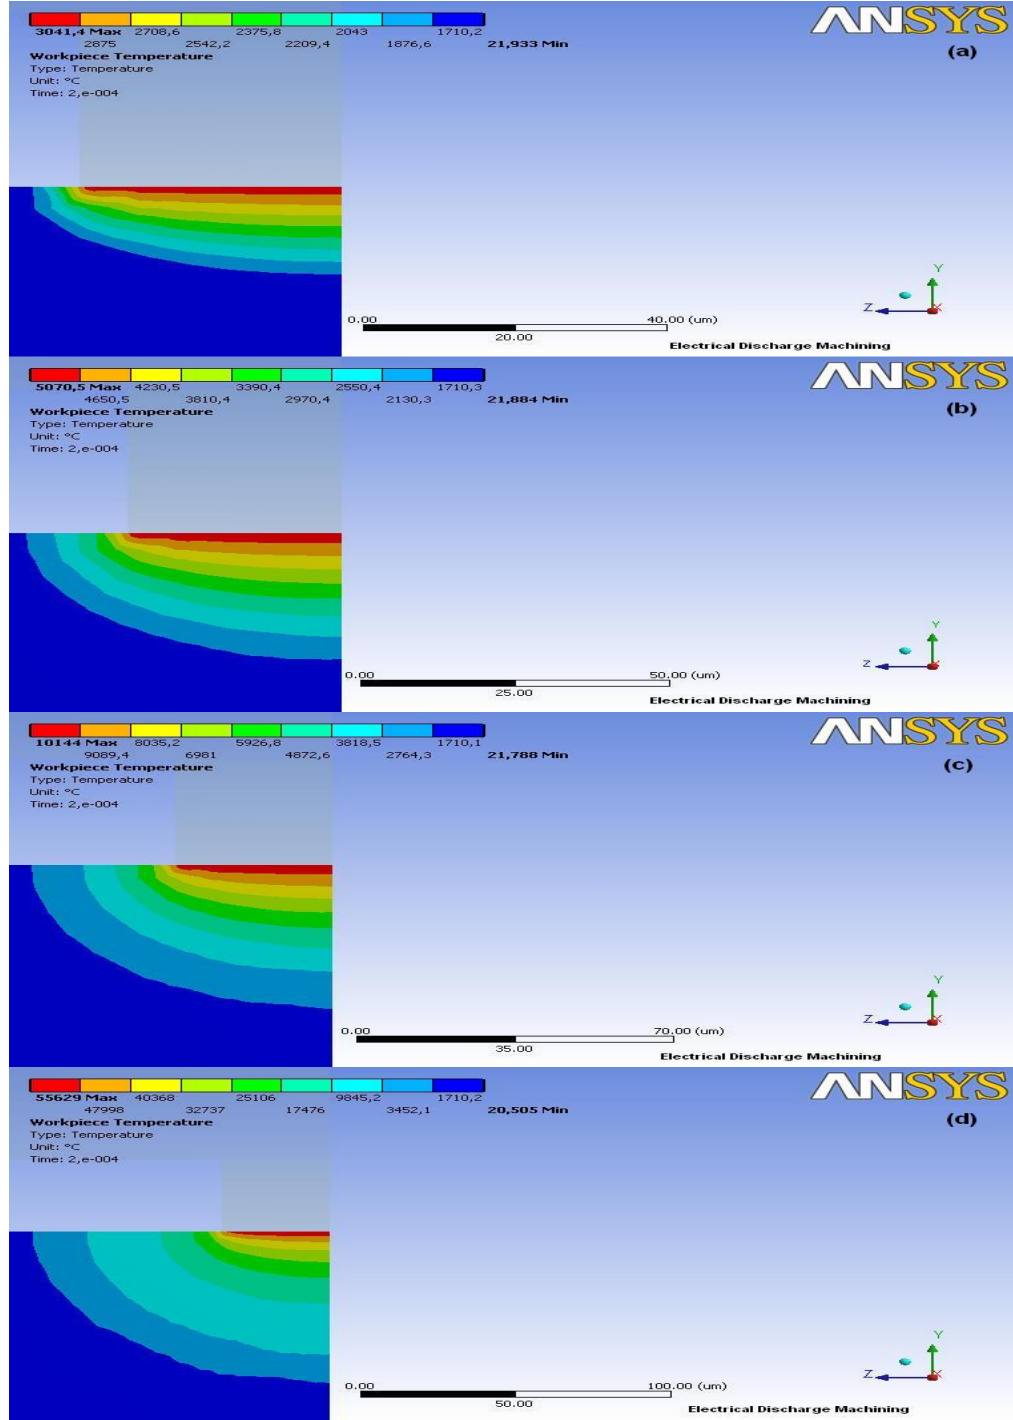 ANSYS
(a)
3041,4 Max 2708,6 2375,8 2043 1710,2
2875 2542,2 2209,4 1876,6 21,933 Min
Workpiece Temperature
Type: Temperature
Unit: °C
Time: 2,e-004
Y
Z X
0.00 40.00 (um)
20.00
Electrical Discharge Machining
ANSYS
(b)
5070,5 Max 4230,5 3390,4 2550,4 1710,3
4650,5 3810,4 2970,4 2130,3 21,884 Min
Workpiece Temperature
Type: Temperature
Unit: °C
Time: 2,e-004
Y
Z X
0.00 50.00 (um)
25.00
Electrical Discharge Machining
ANSYS
(c)
10144 Max 8035,2 5926,8 3818,5 1710,1
9089,4 6981 4872,6 2764,3 21,788 Min
Workpiece Temperature
Type: Temperature
Unit: °C
Time: 2,e-004
Y
Z X
0.00 70.00 (um)
35.00
Electrical Discharge Machining
ANSYS
(d)
55629 Max 40368 25106 9845,2 1710,2
47998 32737 17476 3452,1 20,505 Min
Workpiece Temperature
Type: Temperature
Unit: °C
Time: 2,e-004
Y
Z X
0.00 100.00 (um)
50.00
Electrical Discharge Machining